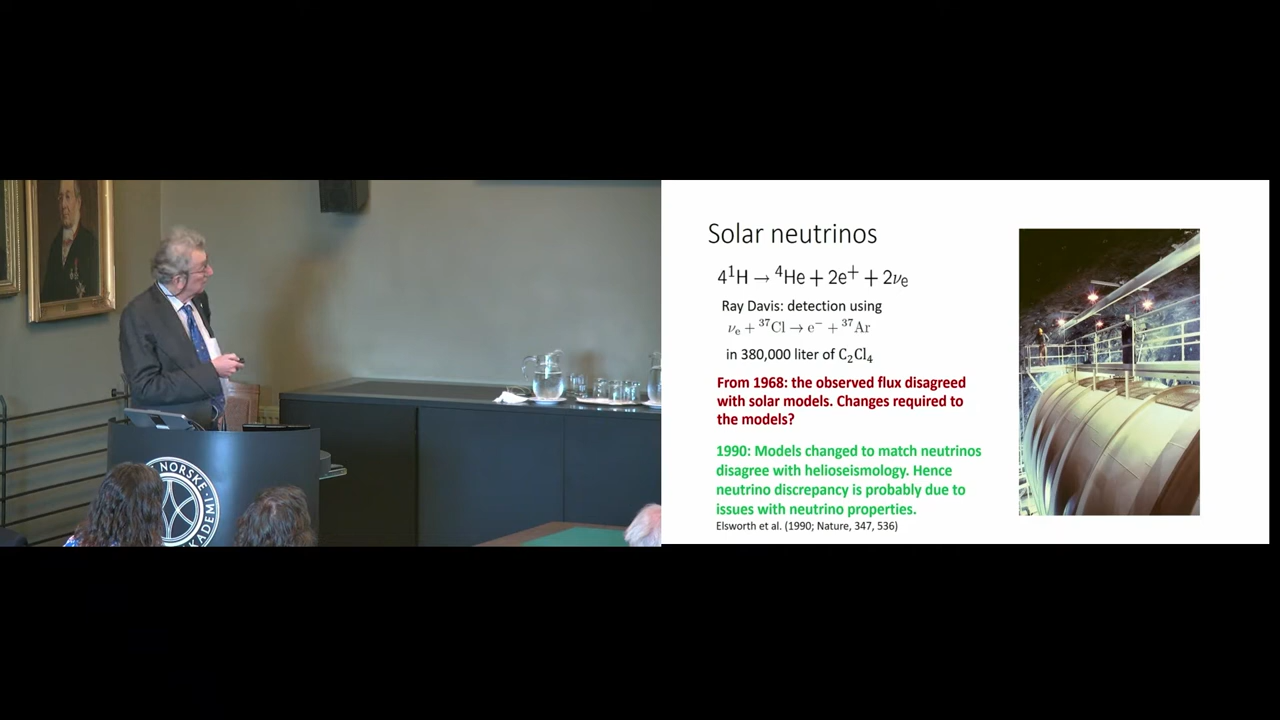 NORSKE
AKADE
Solar neutrinos
4¹H → ⁴He + 2e⁺ + 2νₑ
Ray Davis: detection using
νₑ + ³⁷Cl → e⁻ + ³⁷Ar
in 380,000 liter of C₂Cl₄
From 1968: the observed flux disagreed
with solar models. Changes required to
the models?
1990: Models changed to match neutrinos
disagree with helioseismology. Hence
neutrino discrepancy is probably due to
issues with neutrino properties.
Elsworth et al. (1990; Nature, 347, 536)